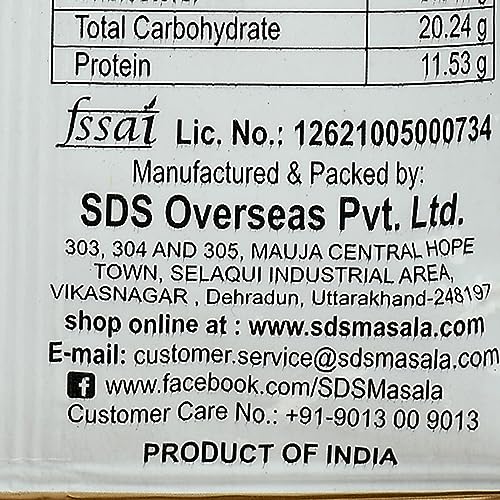 Total Carbohydrate 20.24 g
Protein 11.53 g
fssai Lic. No.: 12621005000734
Manufactured & Packed by:
SDS Overseas Pvt. Ltd.
303, 304 AND 305, MAUJA CENTRAL HOPE
TOWN, SELAQUI INDUSTRIAL AREA,
VIKASNAGAR , Dehradun, Uttarakhand-248197
shop online at : www.sdsmasala.com
E-mail: customer.service@sdsmasala.com
www.facebook.com/SDSMasala
Customer Care No.: +91-9013 00 9013
PRODUCT OF INDIA